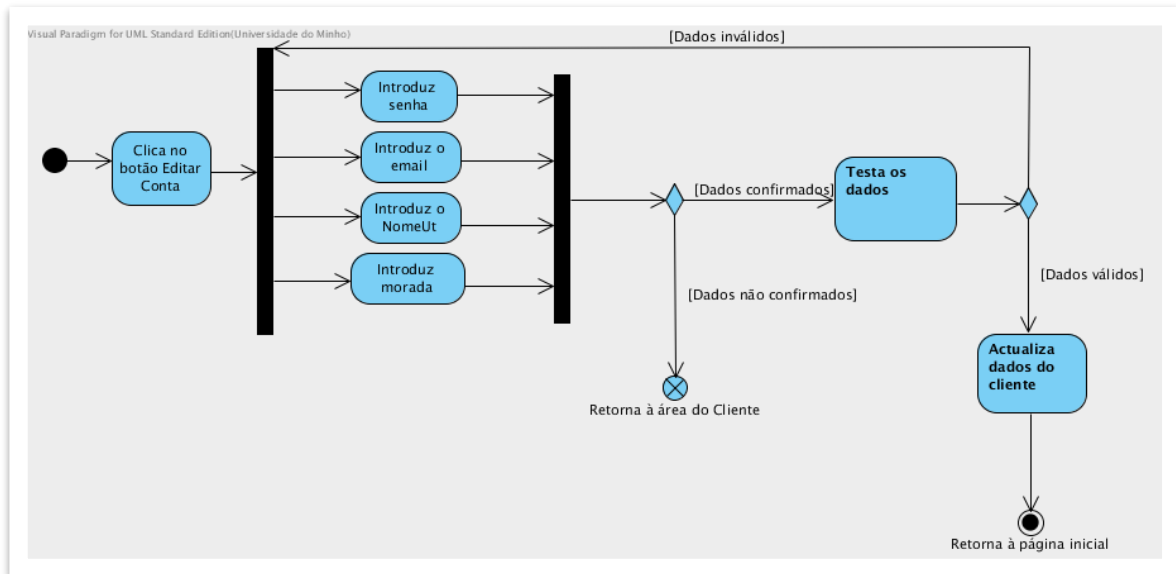 Visual Paradigm for UML Standard Edition(Universidade do Minho)
[Dados inválidos]
Clica no
botão Editar
Conta
Introduz
senha
Introduz o
email
Introduz o
NomeUt
Introduz
morada
[Dados confirmados]
Testa os
dados
[Dados não confirmados]
Retorna à área do Cliente
[Dados válidos]
Actualiza
dados do
cliente
Retorna à página inicial